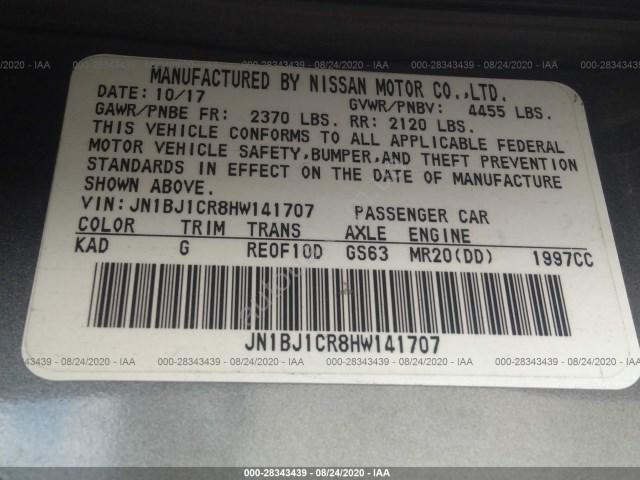 000-28343439 - 08/24/2020 - IAA 000-28343439 - 08/24/2020 - IAA 000-28343439 - 08/24/2020 - IAA
MANUFACTURED BY NISSAN MOTOR CO.,LTD.
DATE: 10/17 GVWR/PNBV: 4455 LBS.
GAWR/PNBE FR: 2370 LBS. RR: 2120 LBS.
THIS VEHICLE CONFORMS TO ALL APPLICABLE FEDERAL
MOTOR VEHICLE SAFETY,BUMPER,AND THEFT PREVENTION
STANDARDS IN EFFECT ON THE DATE OF MANUFACTURE
SHOWN ABOVE.
VIN: JN1BJ1CR8HW141707 PASSENGER CAR
COLOR TRIM TRANS AXLE ENGINE
KAD G RE0F10D GS63 MR20(DD) 1997CC
JN1BJ1CR8HW141707
000-28343439 - 08/24/2020 - IAA 000-28343439 - 08/24/2020 - IAA 000-28343439 - 08/24/2020 - IAA
000-28343439 - 08/24/2020 - IAA